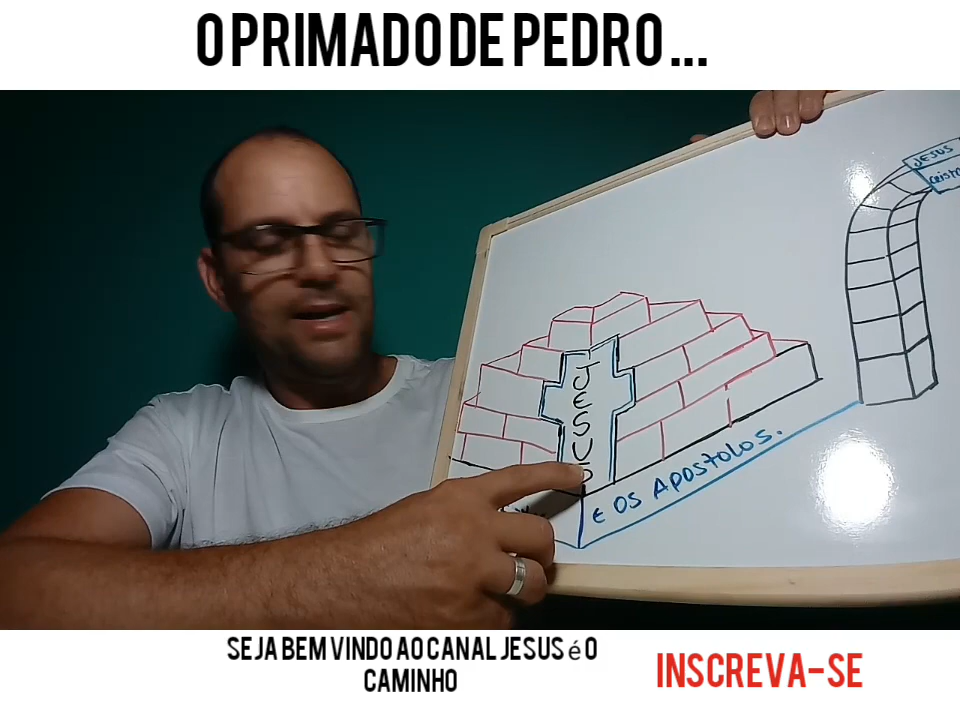 O PRIMADO DE PEDRO ...
JESUS
CRISTO
JESUS
E OS APOSTOLOS.
SEJA BEM VINDO AO CANAL JESUS é O
CAMINHO
INSCREVA-SE